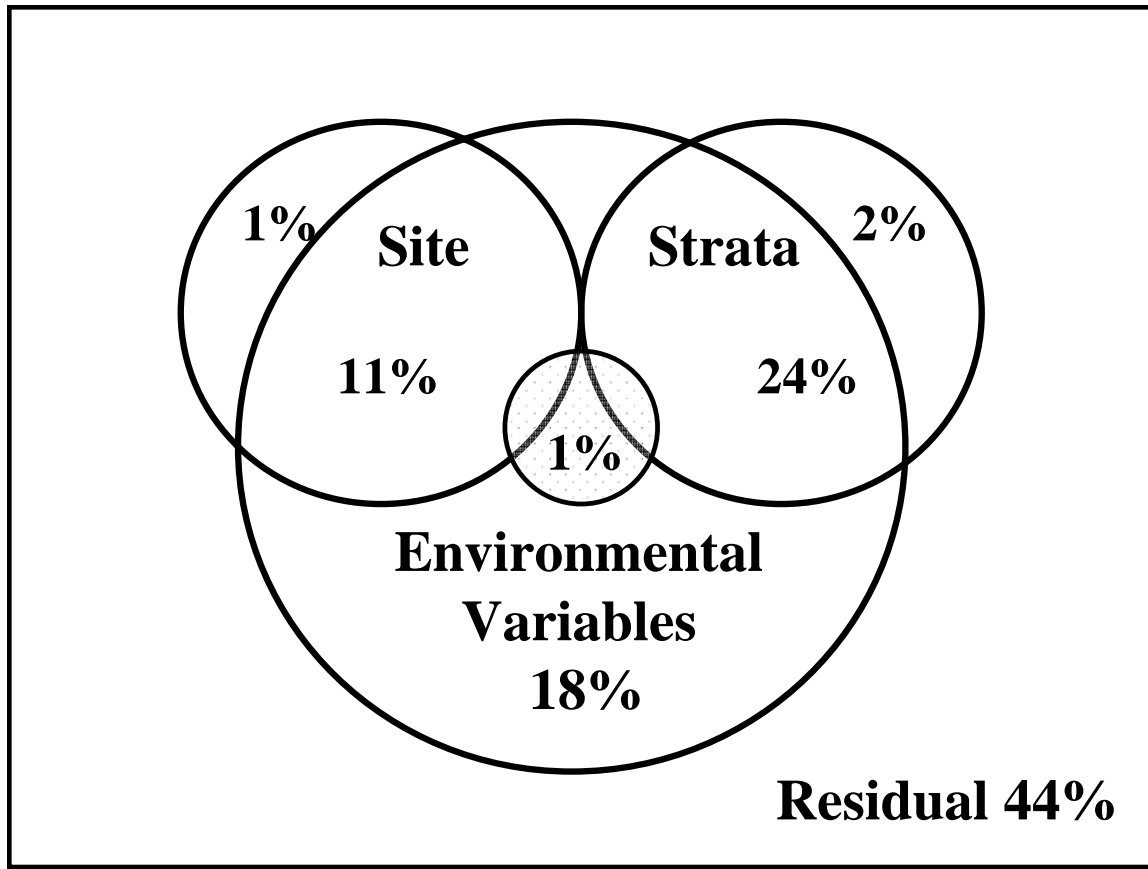 1%
2%
Site
Strata
11%
24%
1%
Environmental
Variables
18%
Residual 44%